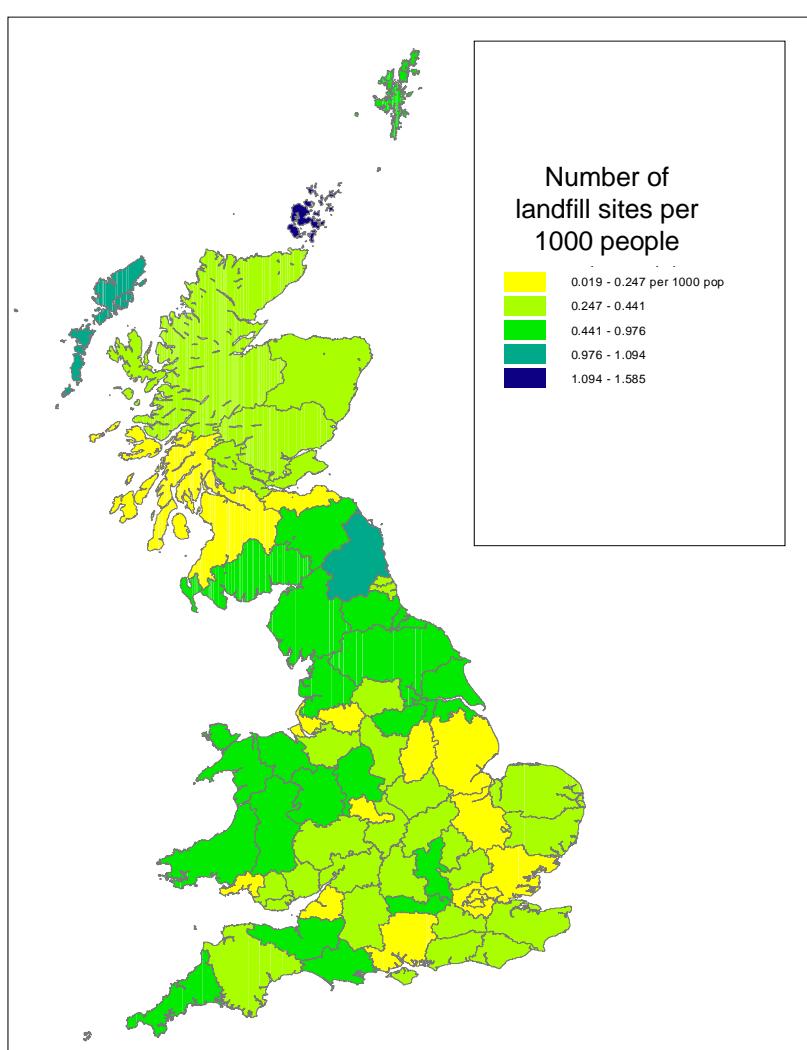 Number of
landfill sites per
1000 people
0.019 - 0.247 per 1000 pop
0.247 - 0.441
0.441 - 0.976
0.976 - 1.094
1.094 - 1.585